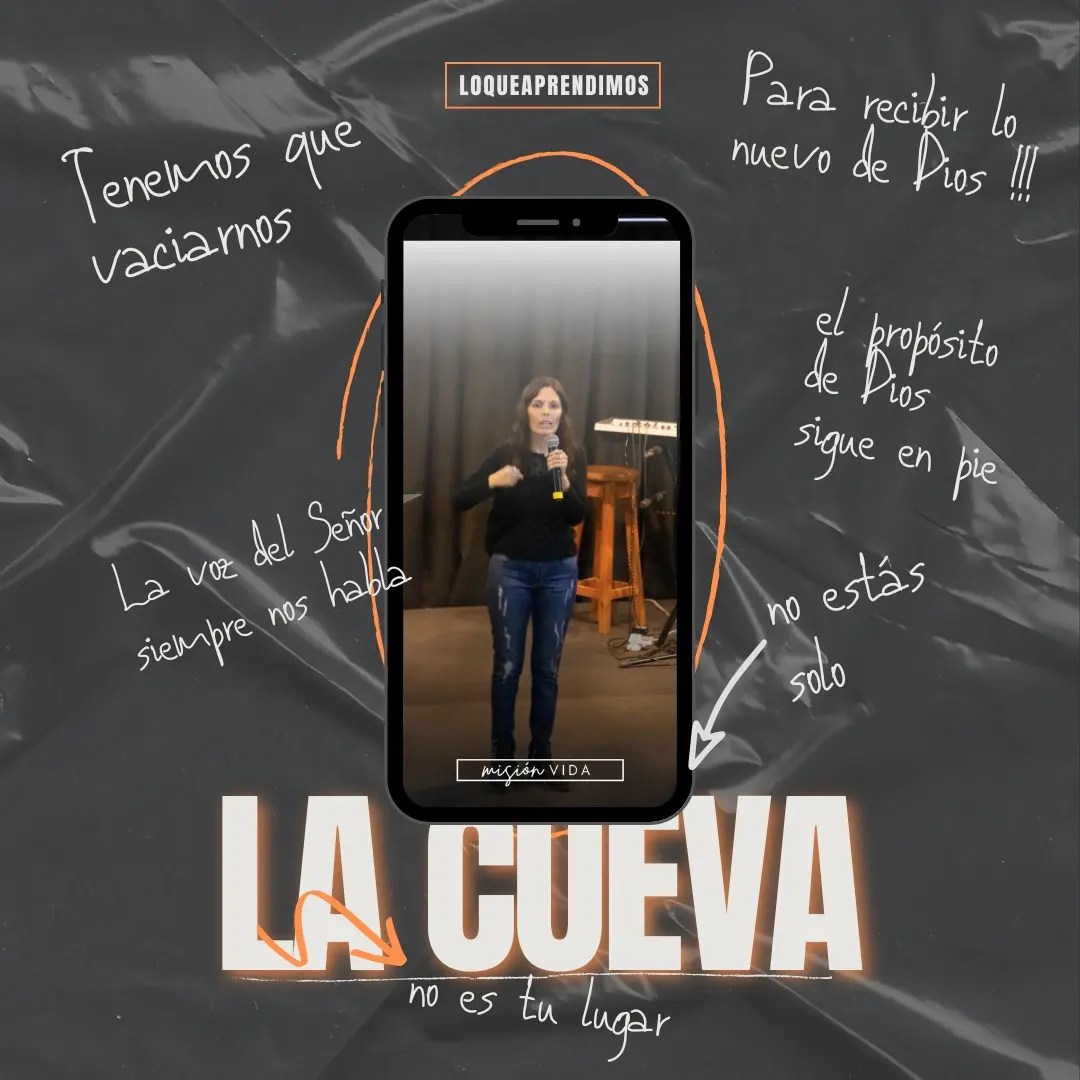 LOQUEAPRENDIMOS
Tenemos que
vaciarnos
Para recibir lo
nuevo de Dios !!!
el propósito
de Dios
sigue en pie
La voz del Señor
siempre nos habla
no estás
solo
misión VIDA
LA CUEVA
no es tu lugar